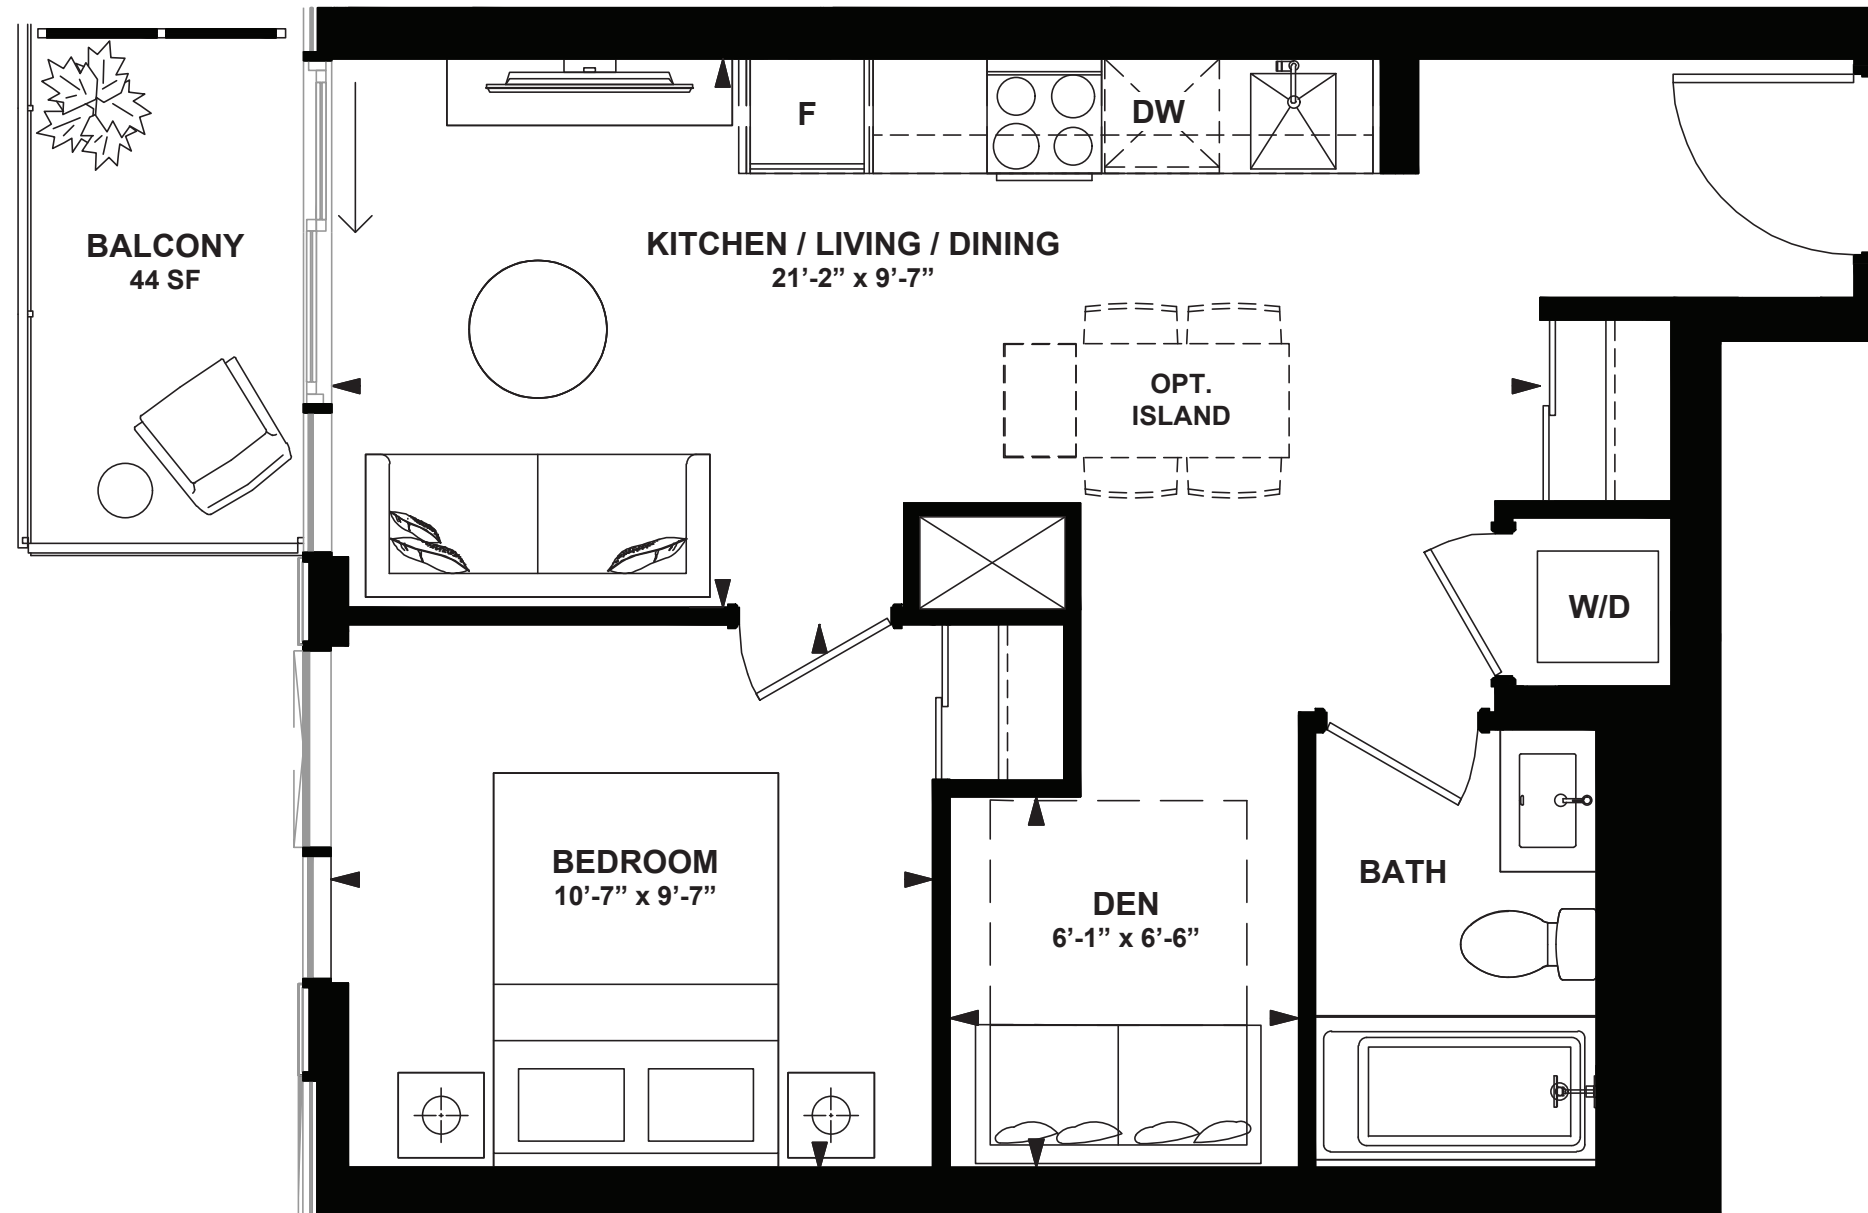 F
DW
BALCONY
44 SF
KITCHEN / LIVING / DINING
21’-2” x 9’-7”
OPT.
ISLAND
W/D
BEDROOM
10’-7” x 9’-7”
DEN
6’-1” x 6’-6”
BATH